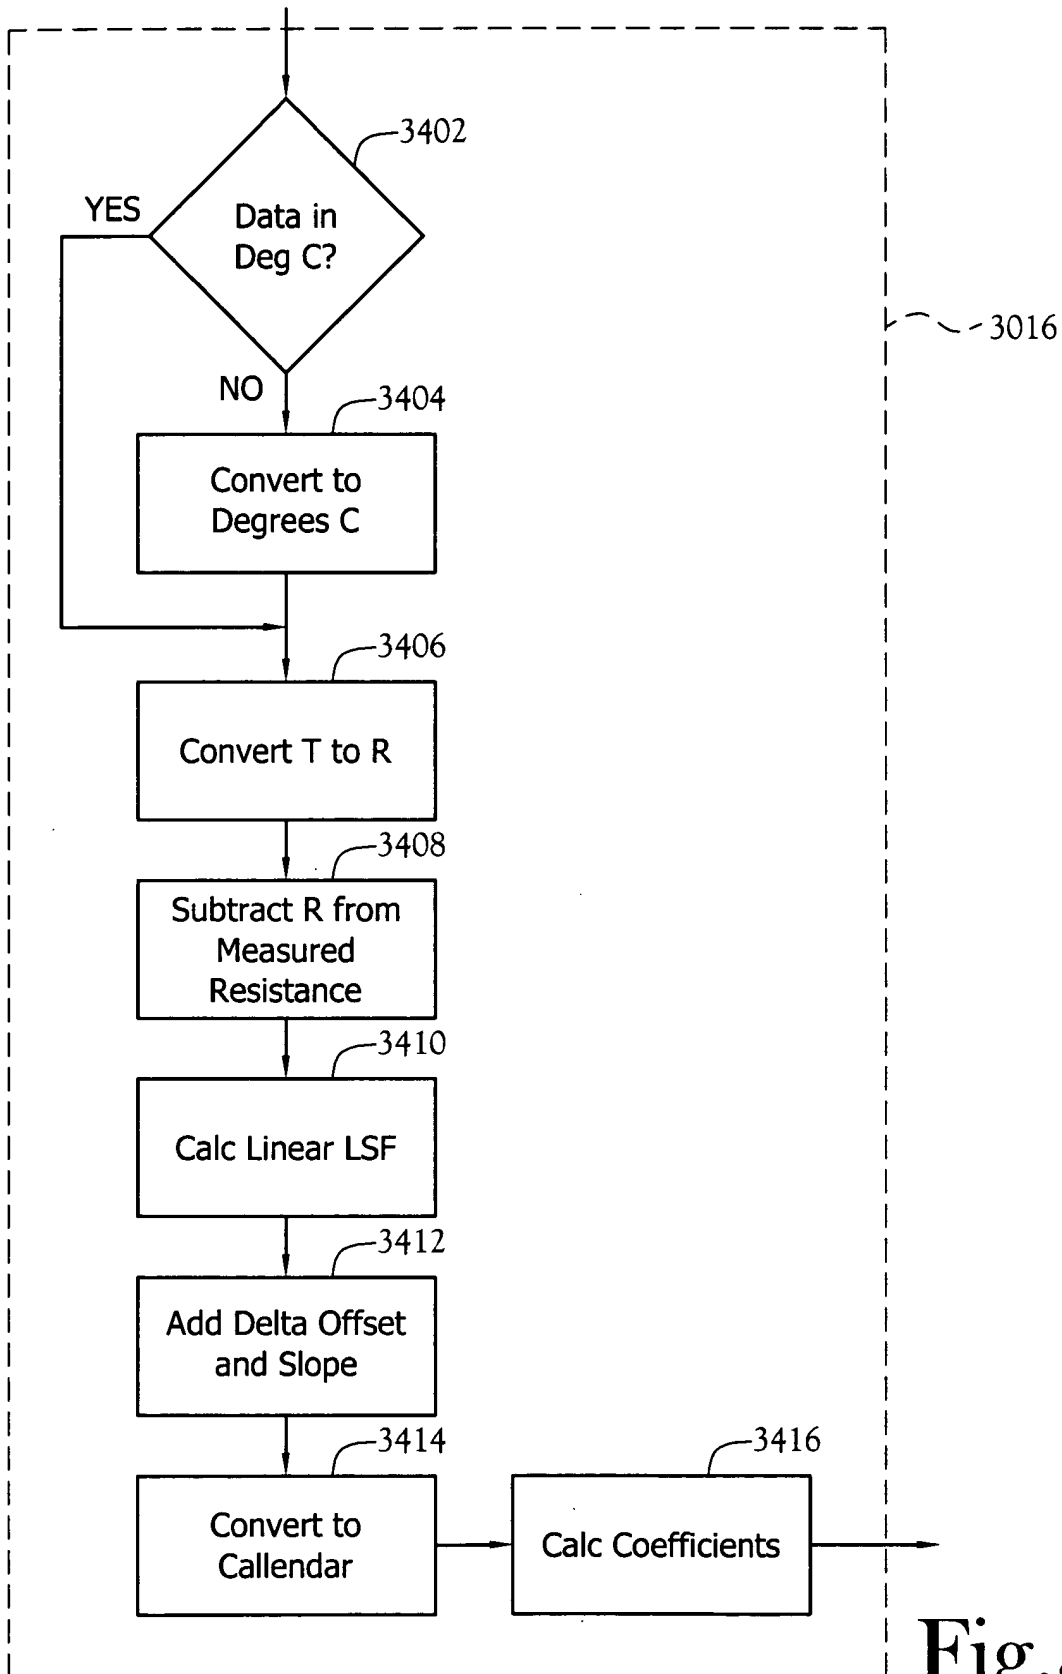 3402
YES
Data in
Deg C?
3016
NO
3404
Convert to
Degrees C
3406
Convert T to R
3408
Subtract R from
Measured
Resistance
3410
Calc Linear LSF
3412
Add Delta Offset
and Slope
3414
Convert to
Callendar
3416
Calc Coefficients
Fig.